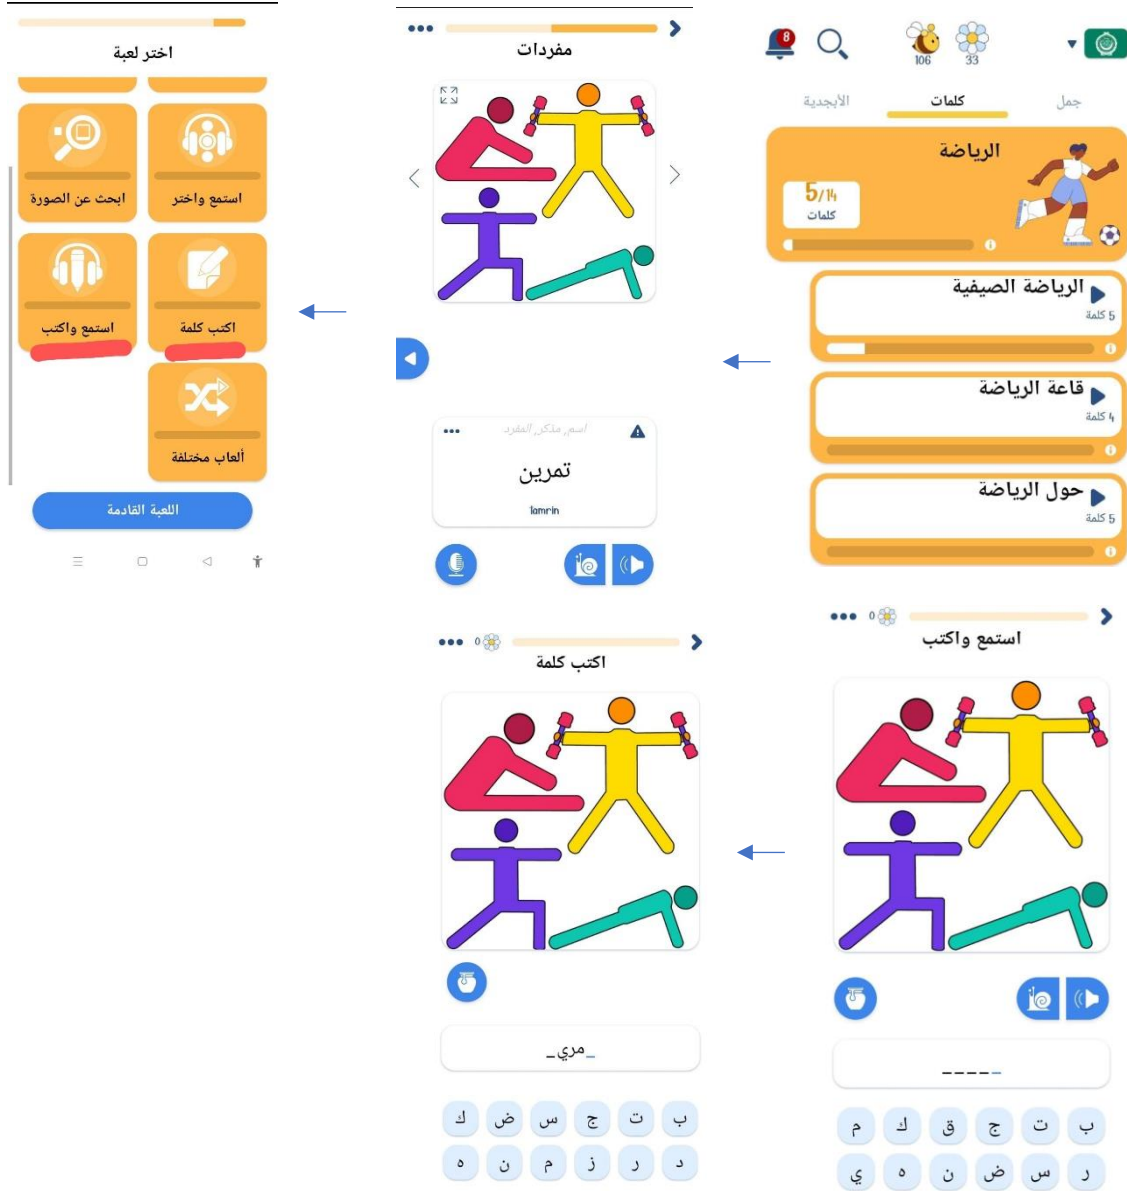 8
106
33
جمل
كلمات
الأبجدية
الرياضة
5/14
كلمات
الرياضة الصيفية
5 كلمة
قاعة الرياضة
4 كلمة
حول الرياضة
5 كلمة
مفردات
اسم, مذكر, المفرد
تمرين
tamrin
اختر لعبة
استمع واختر
ابحث عن الصورة
اكتب كلمة
استمع واكتب
ألعاب مختلفة
اللعبة القادمة
0
استمع واكتب
_ _ _ _ _
ب ت ج ق ك م
ر س ض ن ه ي
0
اكتب كلمة
_مري_
ب ت ج س ض ك
د ر ز م ن ه